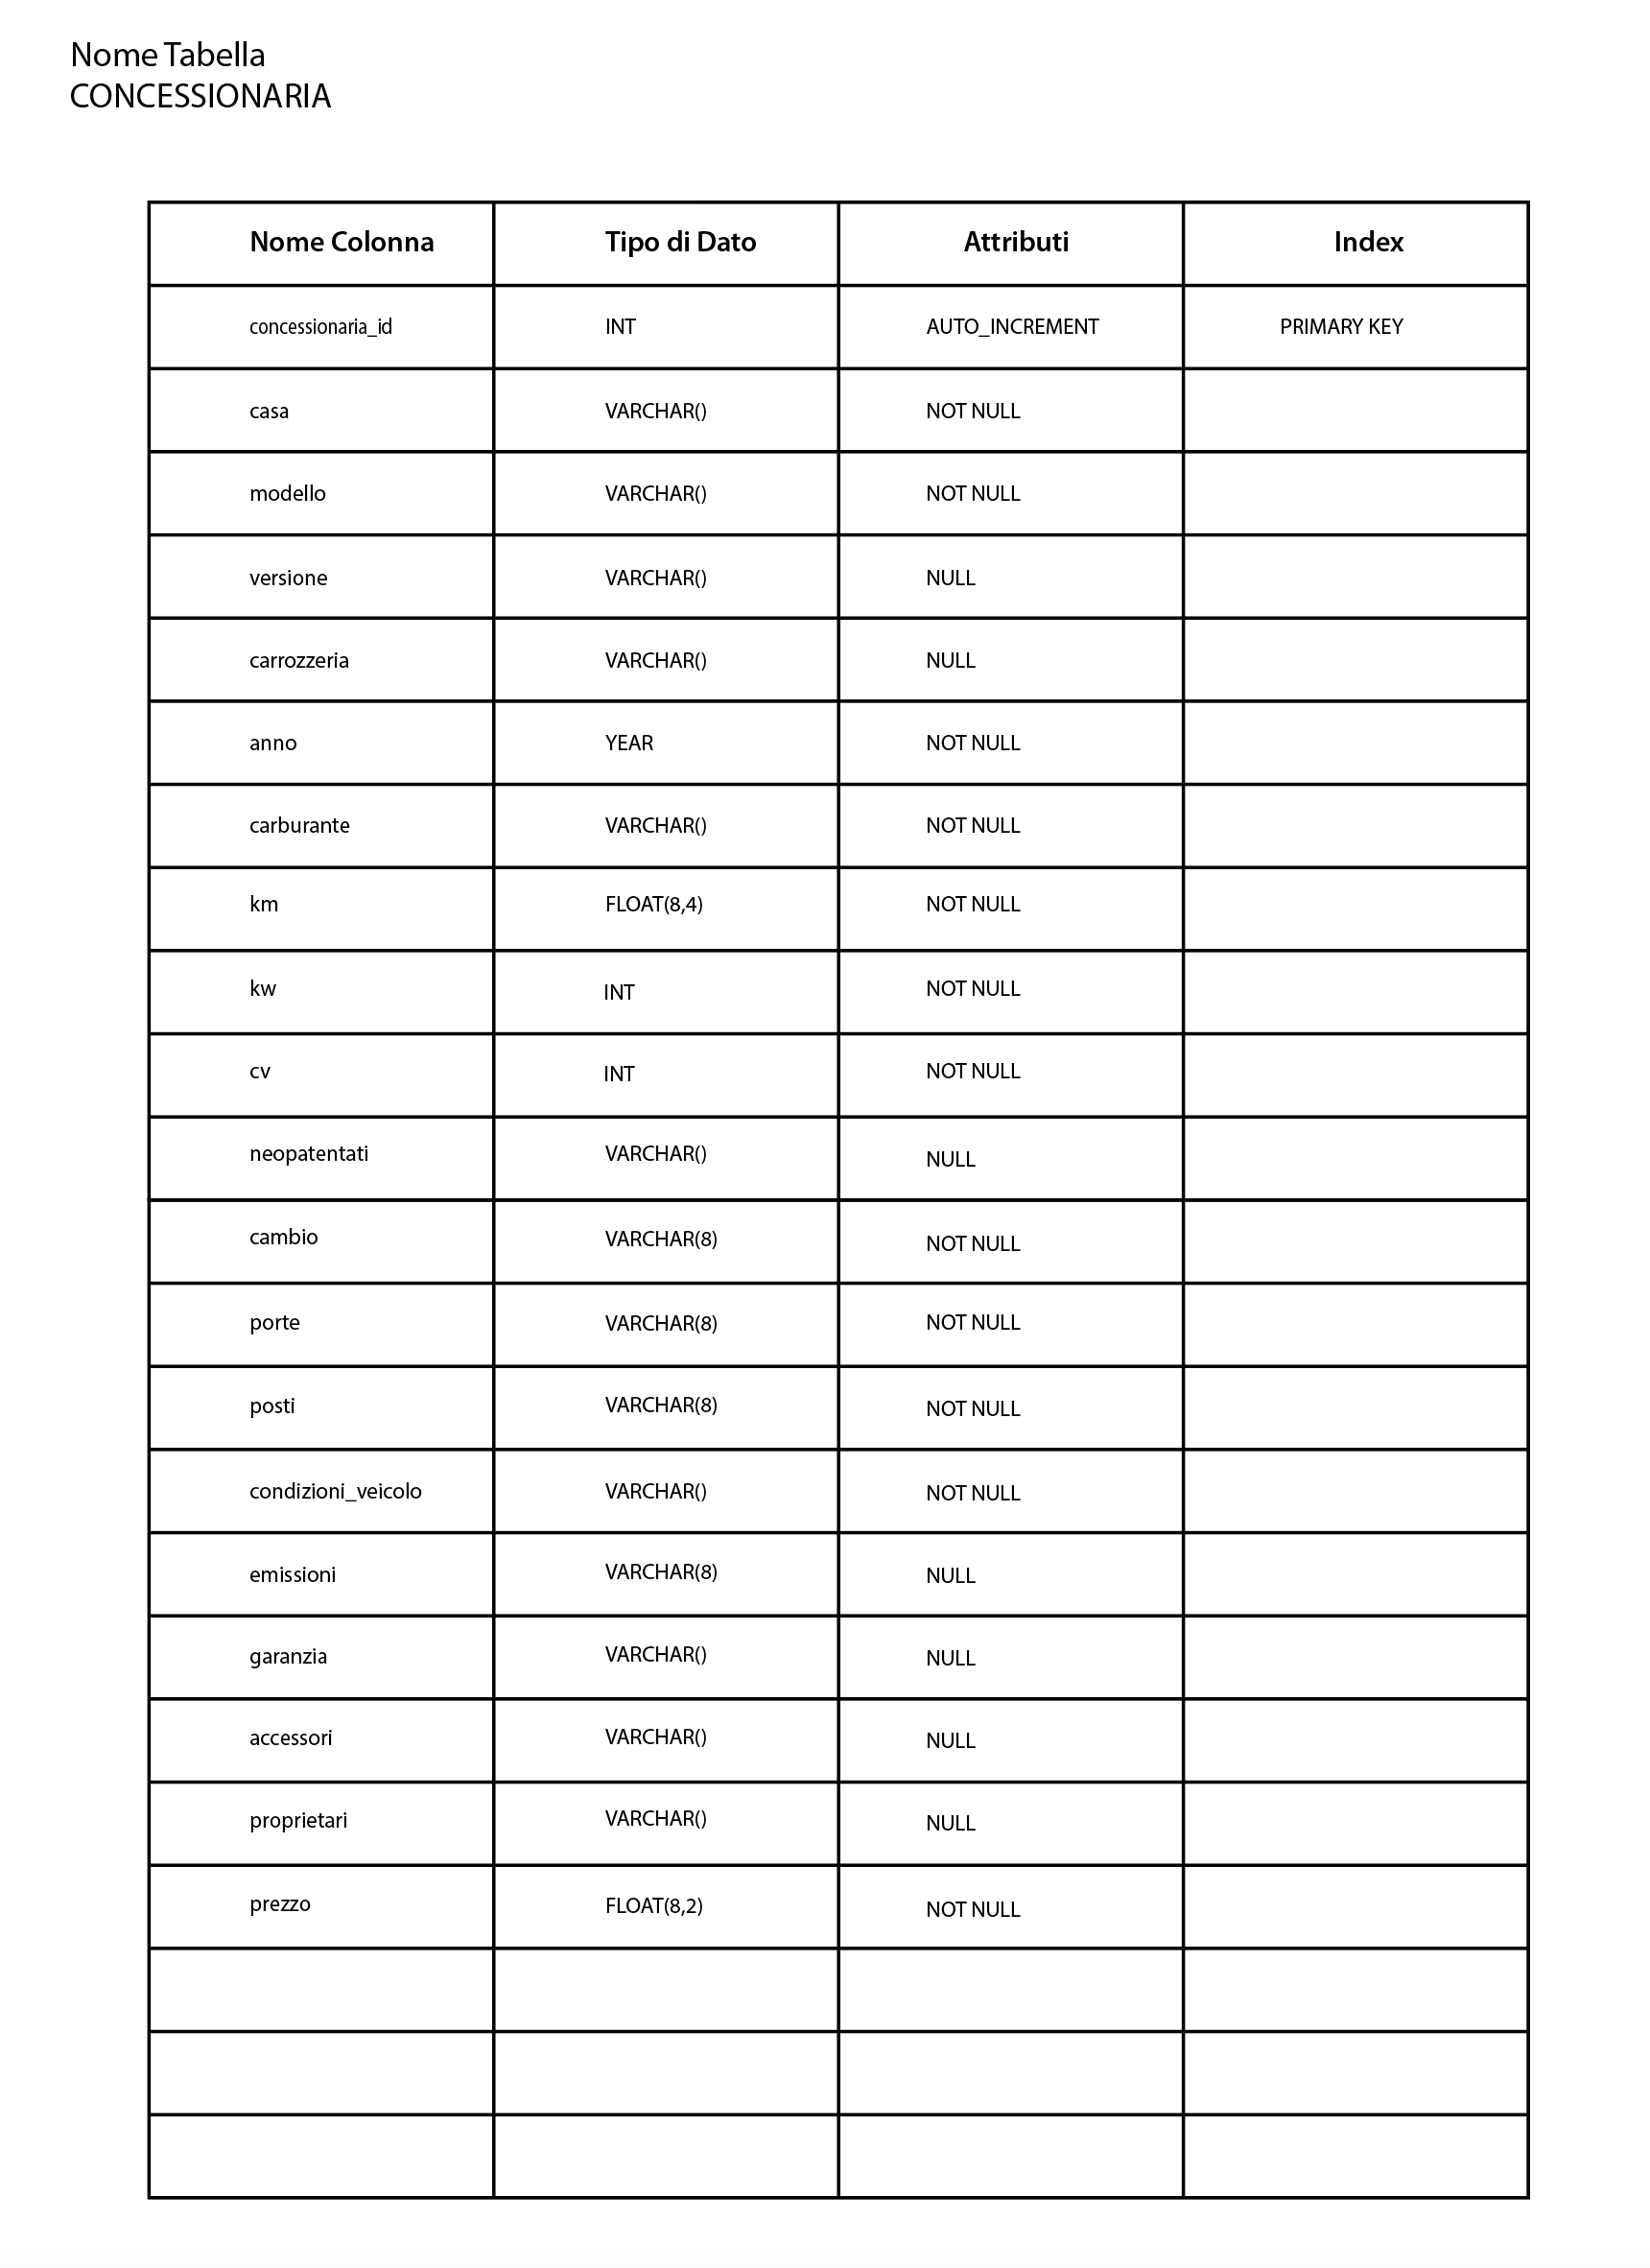 Nome Tabella
CONCESSIONARIA
Nome Colonna Tipo di Dato Attributi Index
concessionaria_id INT AUTO_INCREMENT PRIMARY KEY
casa VARCHAR() NOT NULL
modello VARCHAR() NOT NULL
versione VARCHAR() NULL
carrozzeria VARCHAR() NULL
anno YEAR NOT NULL
carburante VARCHAR() NOT NULL
km FLOAT(8,4) NOT NULL
kw INT NOT NULL
cv INT NOT NULL
neopatentati VARCHAR() NULL
cambio VARCHAR(8) NOT NULL
porte VARCHAR(8) NOT NULL
posti VARCHAR(8) NOT NULL
condizioni_veicolo VARCHAR() NOT NULL
emissioni VARCHAR(8) NULL
garanzia VARCHAR() NULL
accessori VARCHAR() NULL
proprietari VARCHAR() NULL
prezzo FLOAT(8,2) NOT NULL